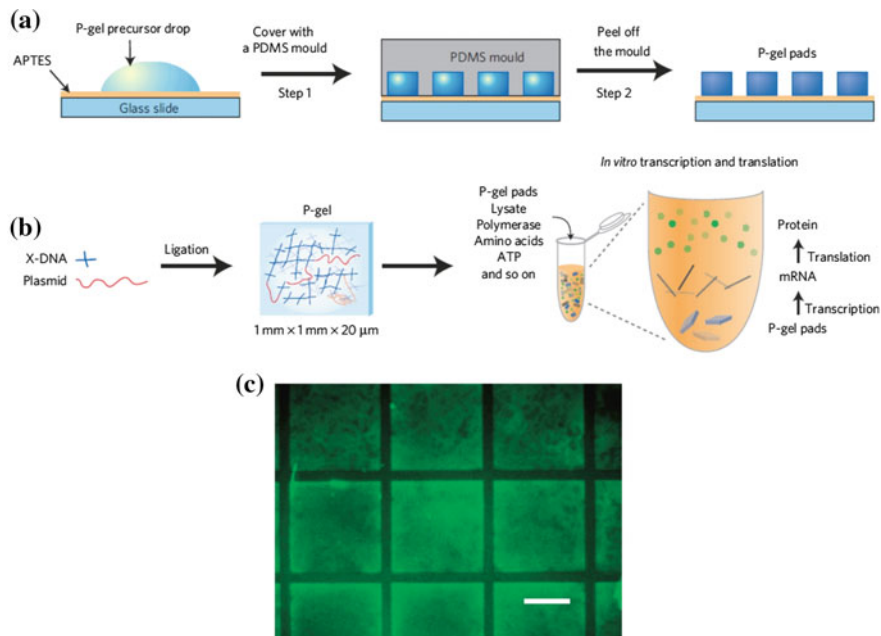 (a)
P-gel precursor drop
APTES
Glass slide
Cover with
a PDMS mould
Step 1
PDMS mould
Peel off
the mould
Step 2
P-gel pads
(b)
X-DNA
Plasmid
Ligation
P-gel
1 mm × 1 mm × 20 μm
P-gel pads
Lysate
Polymerase
Amino acids
ATP
and so on
In vitro transcription and translation
Protein
Translation
mRNA
Transcription
P-gel pads
(c)